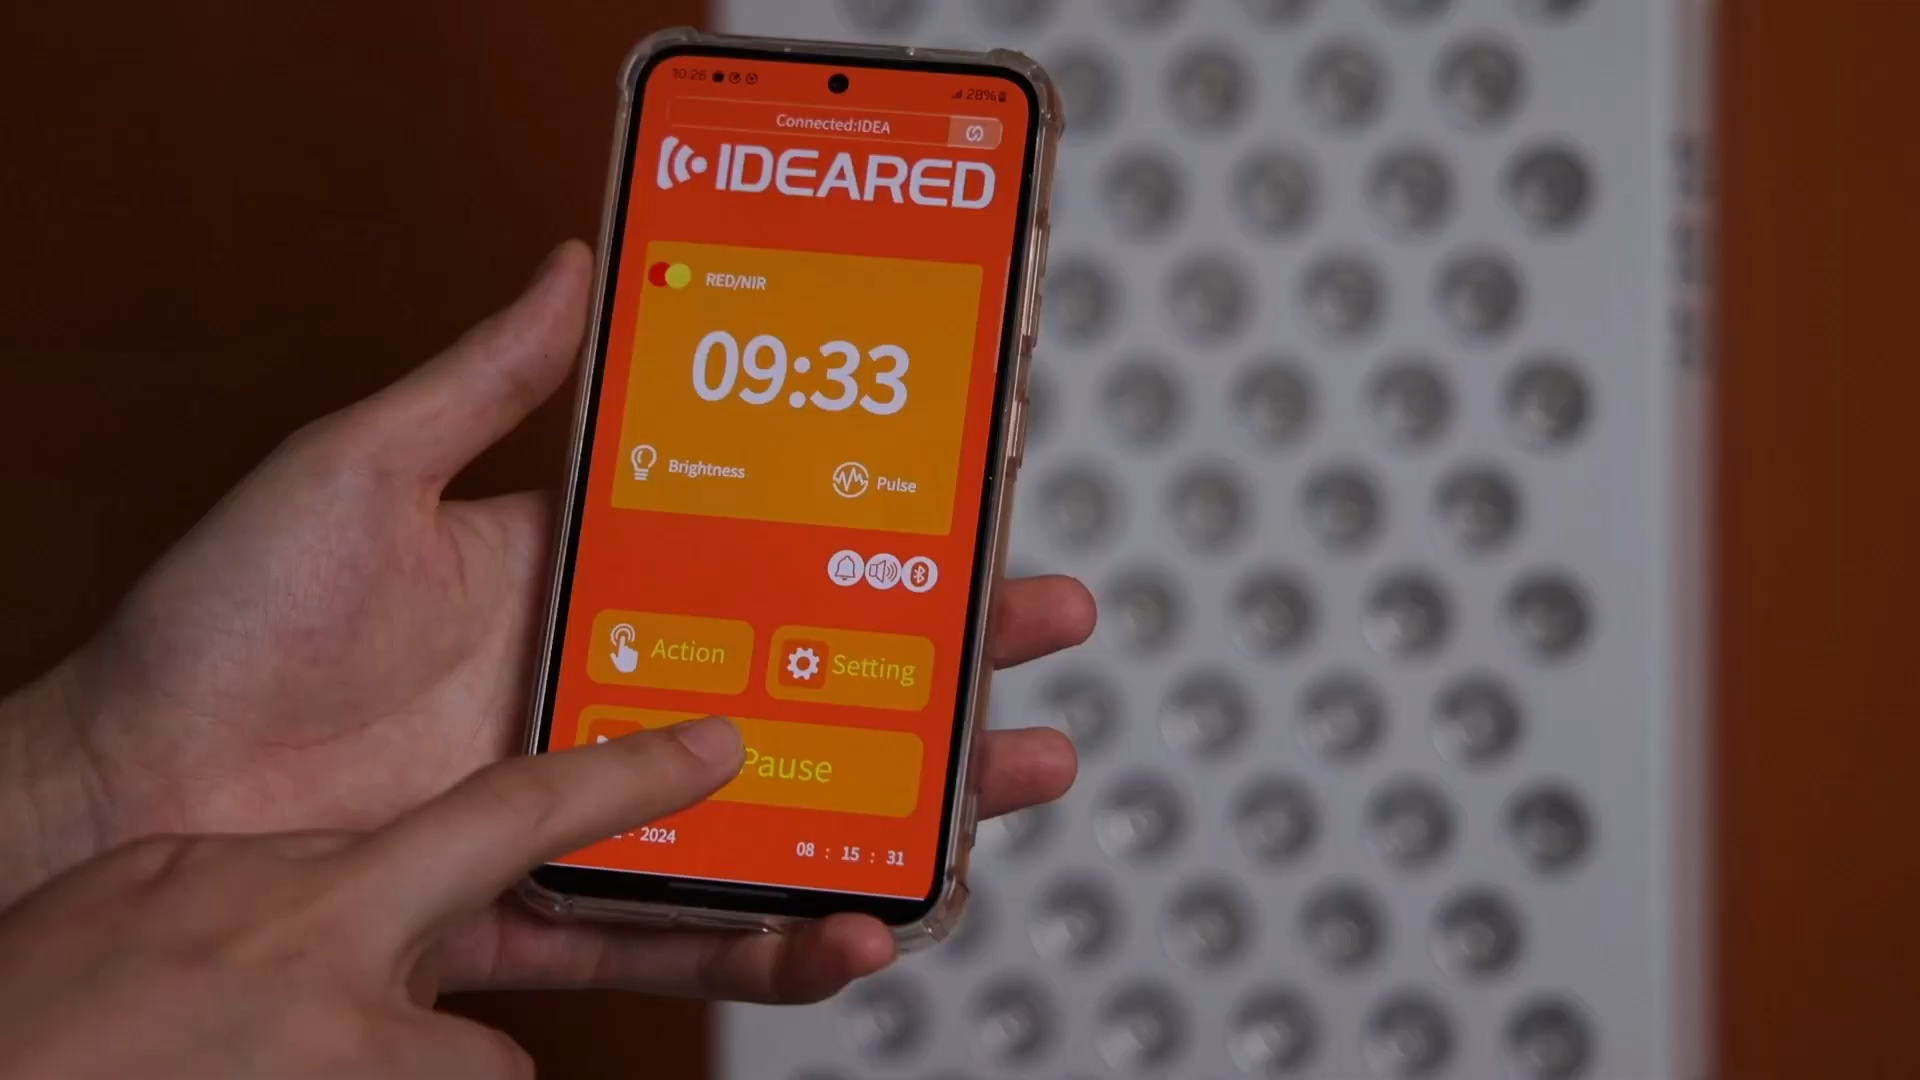 10:26
28%
Connected:IDEA
IDEARED
RED/NIR
09:33
Brightness
Pulse
Action
Setting
Pause
- 2024
08 : 15 : 31